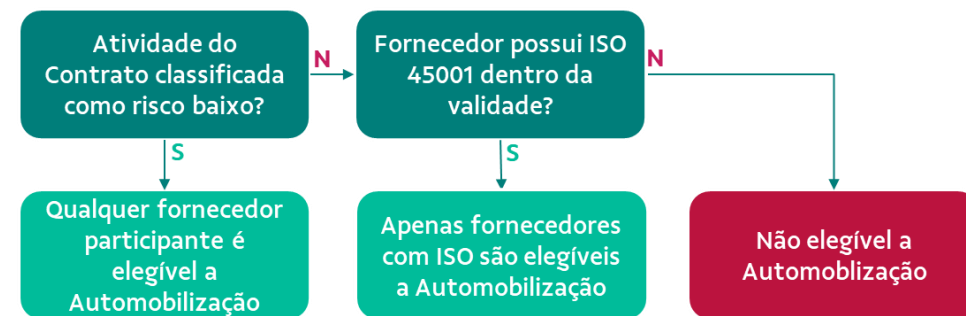 Atividade do
Contrato classificada
como risco baixo?
N
Fornecedor possui ISO
45001 dentro da
validade?
N
S
S
Qualquer fornecedor
participante é
elegível a
Automobilização
Apenas fornecedores
com ISO são elegíveis
a Automobilização
Não elegível a
Automoblização